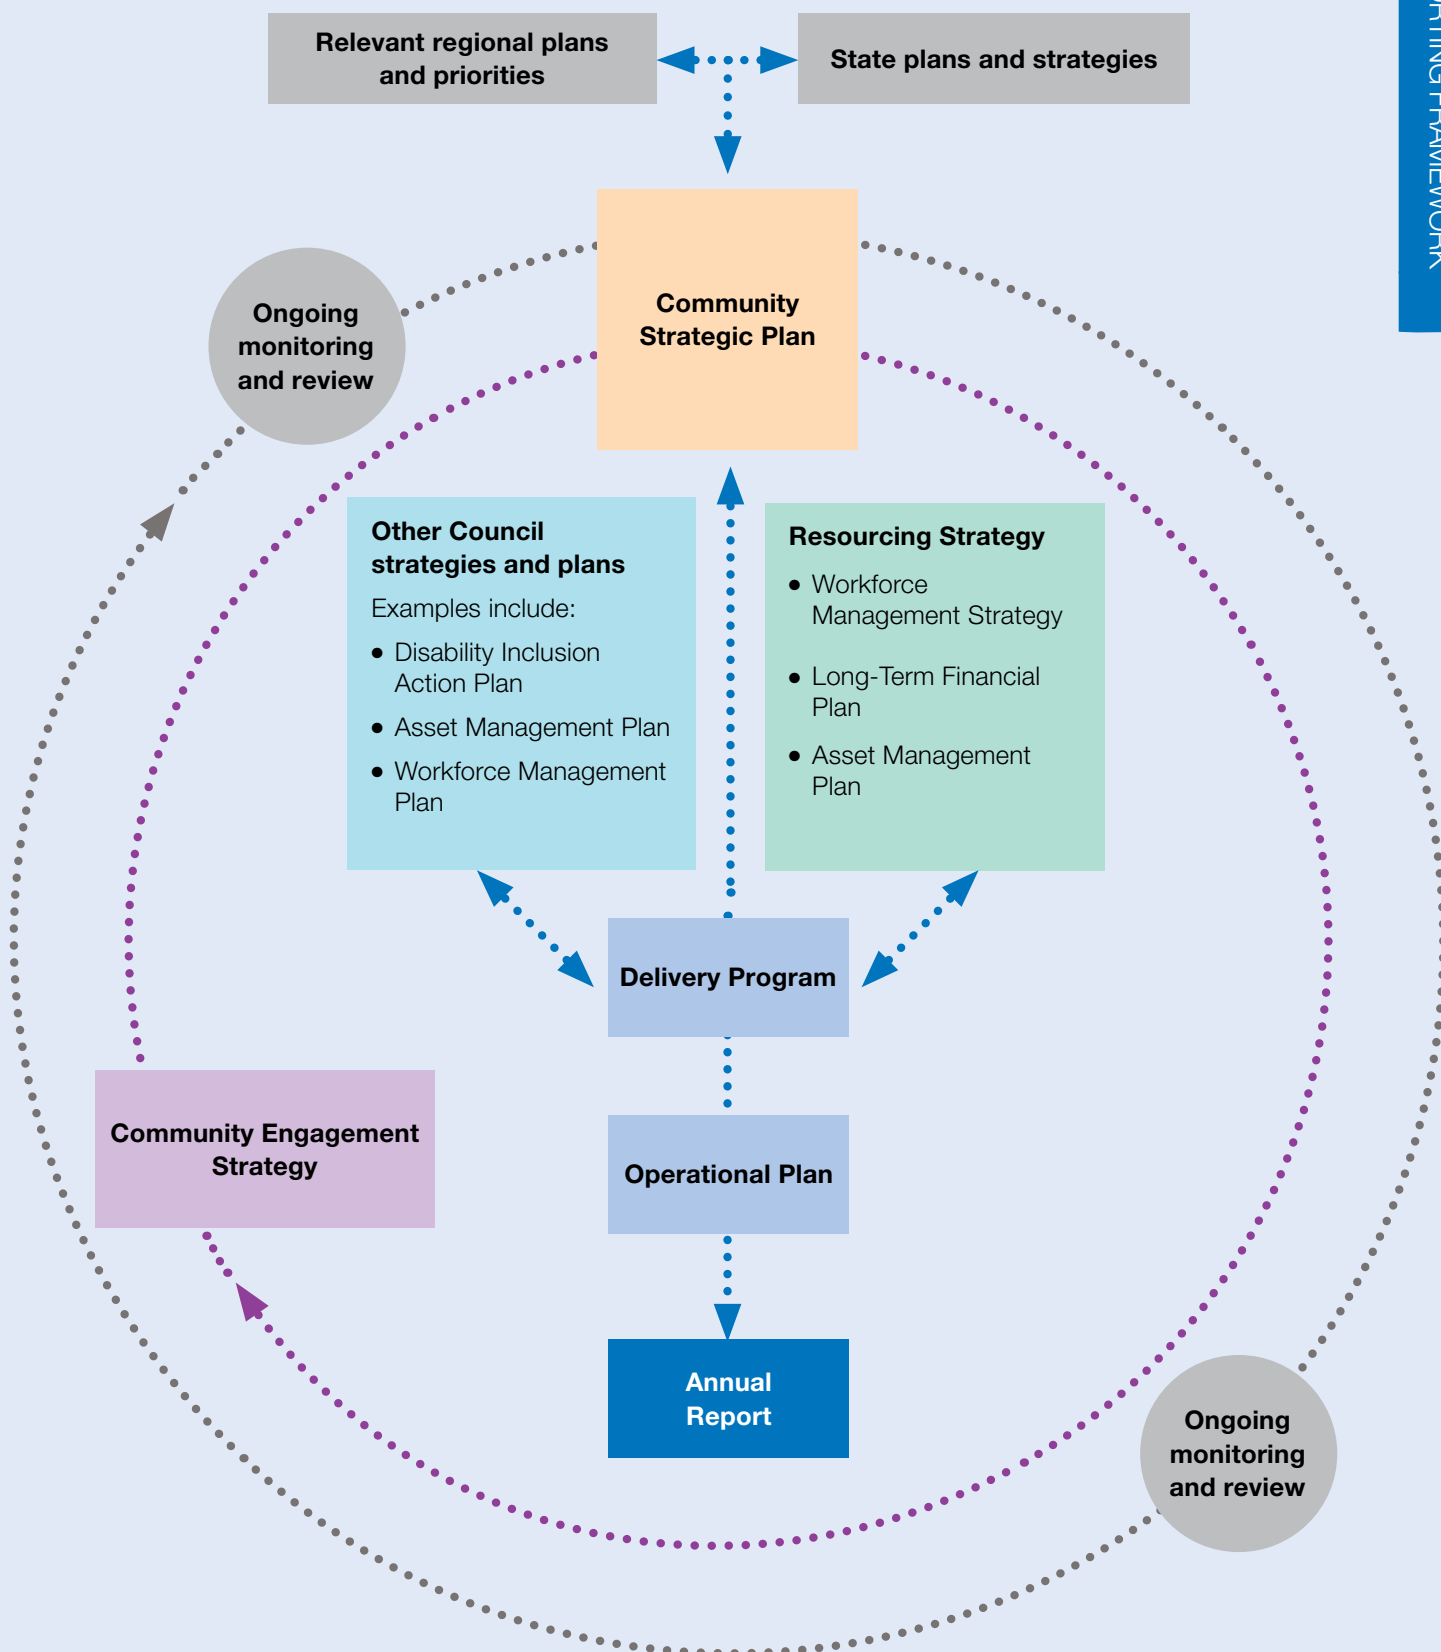 Relevant regional plans
and priorities
State plans and strategies
FRAMEWORK
Community
Strategic Plan
Ongoing
monitoring
and review
Other Council
strategies and plans
Examples include:
• Disability Inclusion
Action Plan
• Asset Management Plan
• Workforce Management
Plan
Resourcing Strategy
• Workforce
Management Strategy
• Long-Term Financial
Plan
• Asset Management
Plan
Delivery Program
Community Engagement
Strategy
Operational Plan
Annual
Report
Ongoing
monitoring
and review